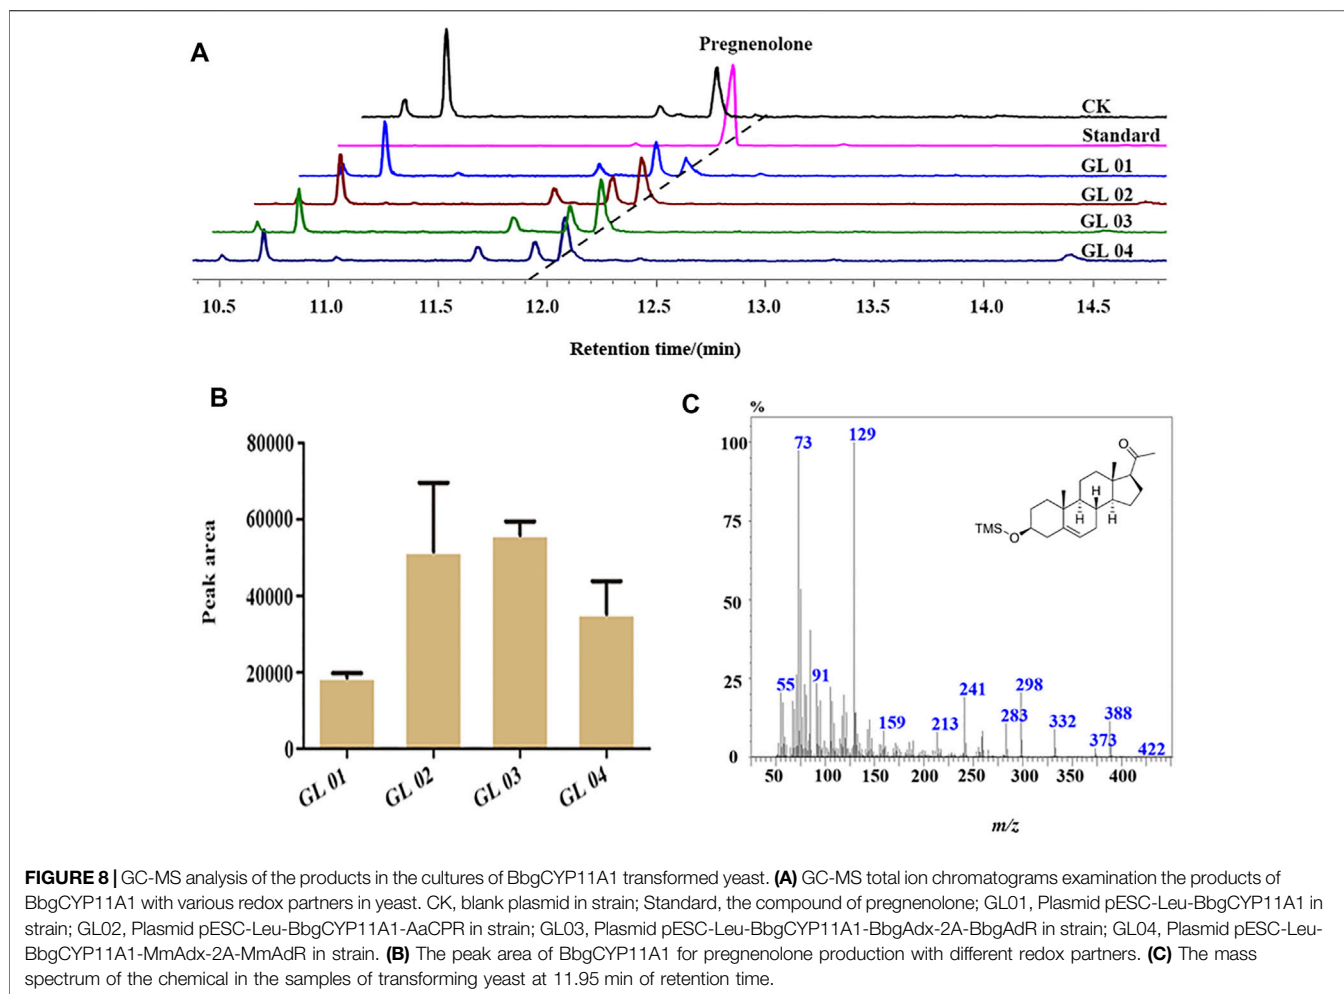 A
Pregnenolone
CK
Standard
GL 01
GL 02
GL 03
GL 04
10.5 11.0 11.5 12.0 12.5 13.0 13.5 14.0 14.5
Retention time/(min)
B
80000
60000
40000
20000
0
Peak area
GL 01 GL 02 GL 03 GL 04
C
%
100
75
50
25
0
73 129
55 91 159 213 241 283 298 332 373 388 422
O
H
H H
TMS O
50 100 150 200 250 300 350 400
m/z
FIGURE 8 | GC-MS analysis of the products in the cultures of BbgCYP11A1 transformed yeast. (A) GC-MS total ion chromatograms examination the products of
BbgCYP11A1 with various redox partners in yeast. CK, blank plasmid in strain; Standard, the compound of pregnenolone; GL01, Plasmid pESC-Leu-BbgCYP11A1 in
strain; GL02, Plasmid pESC-Leu-BbgCYP11A1-AaCPR in strain; GL03, Plasmid pESC-Leu-BbgCYP11A1-BbgAdx-2A-BbgAdR in strain; GL04, Plasmid pESC-Leu-
BbgCYP11A1-MmAdx-2A-MmAdR in strain. (B) The peak area of BbgCYP11A1 for pregnenolone production with different redox partners. (C) The mass
spectrum of the chemical in the samples of transforming yeast at 11.95 min of retention time.